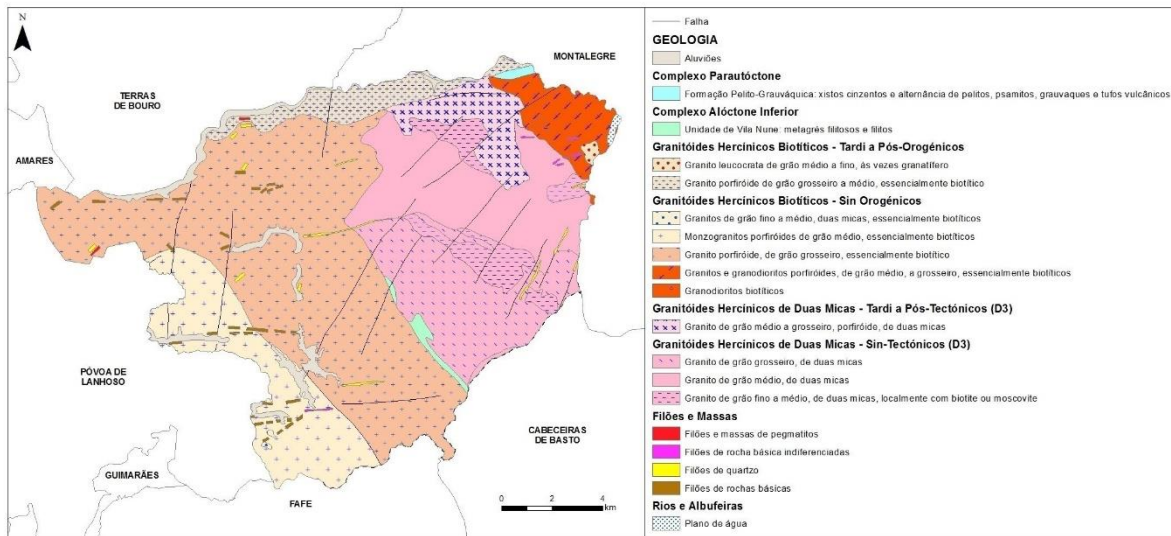 N
MONTALEGRE
TERRAS
DE BOURO
AMARES
PÓVOA DE
LANHOSO
CABECEIRAS
DE BASTO
GUIMARÃES
FAFE
0 2 4
km
Falha
GEOLOGIA
Aluviões
Complexo Parautóctone
Formação Pelito-Grauváquica: xistos cinzentos e alternância de pelitos, psamitos, grauvaques e tufos vulcânicos
Complexo Alóctone Inferior
Unidade de Vila Nune: metagrés filitosos e filitos
Granitóides Hercínicos Biotíticos - Tardi a Pós-Orogénicos
Granito leucocrata de grão médio a fino, às vezes granatífero
Granito porfiróide de grão grosseiro a médio, essencialmente biotítico
Granitóides Hercínicos Biotíticos - Sin Orogénicos
Granitos de grão fino a médio, duas micas, essencialmente biotíticos
Monzogranitos porfiróides de grão médio, essencialmente biotíticos
Granito porfiróide, de grão grosseiro, essencialmente biotítico
Granitos e granodioritos porfiróides, de grão médio, a grosseiro, essencialmente biotíticos
Granodioritos biotíticos
Granitóides Hercínicos de Duas Micas - Tardi a Pós-Tectónicos (D3)
Granito de grão médio a grosseiro, porfiróide, de duas micas
Granitóides Hercínicos de Duas Micas - Sin-Tectónicos (D3)
Granito de grão grosseiro, de duas micas
Granito de grão médio, de duas micas
Granito de grão fino a médio, de duas micas, localmente com biotite ou moscovite
Filões e Massas
Filões e massas de pegmatitos
Filões de rocha básica indiferenciadas
Filões de quartzo
Filões de rochas básicas
Rios e Albufeiras
Plano de água